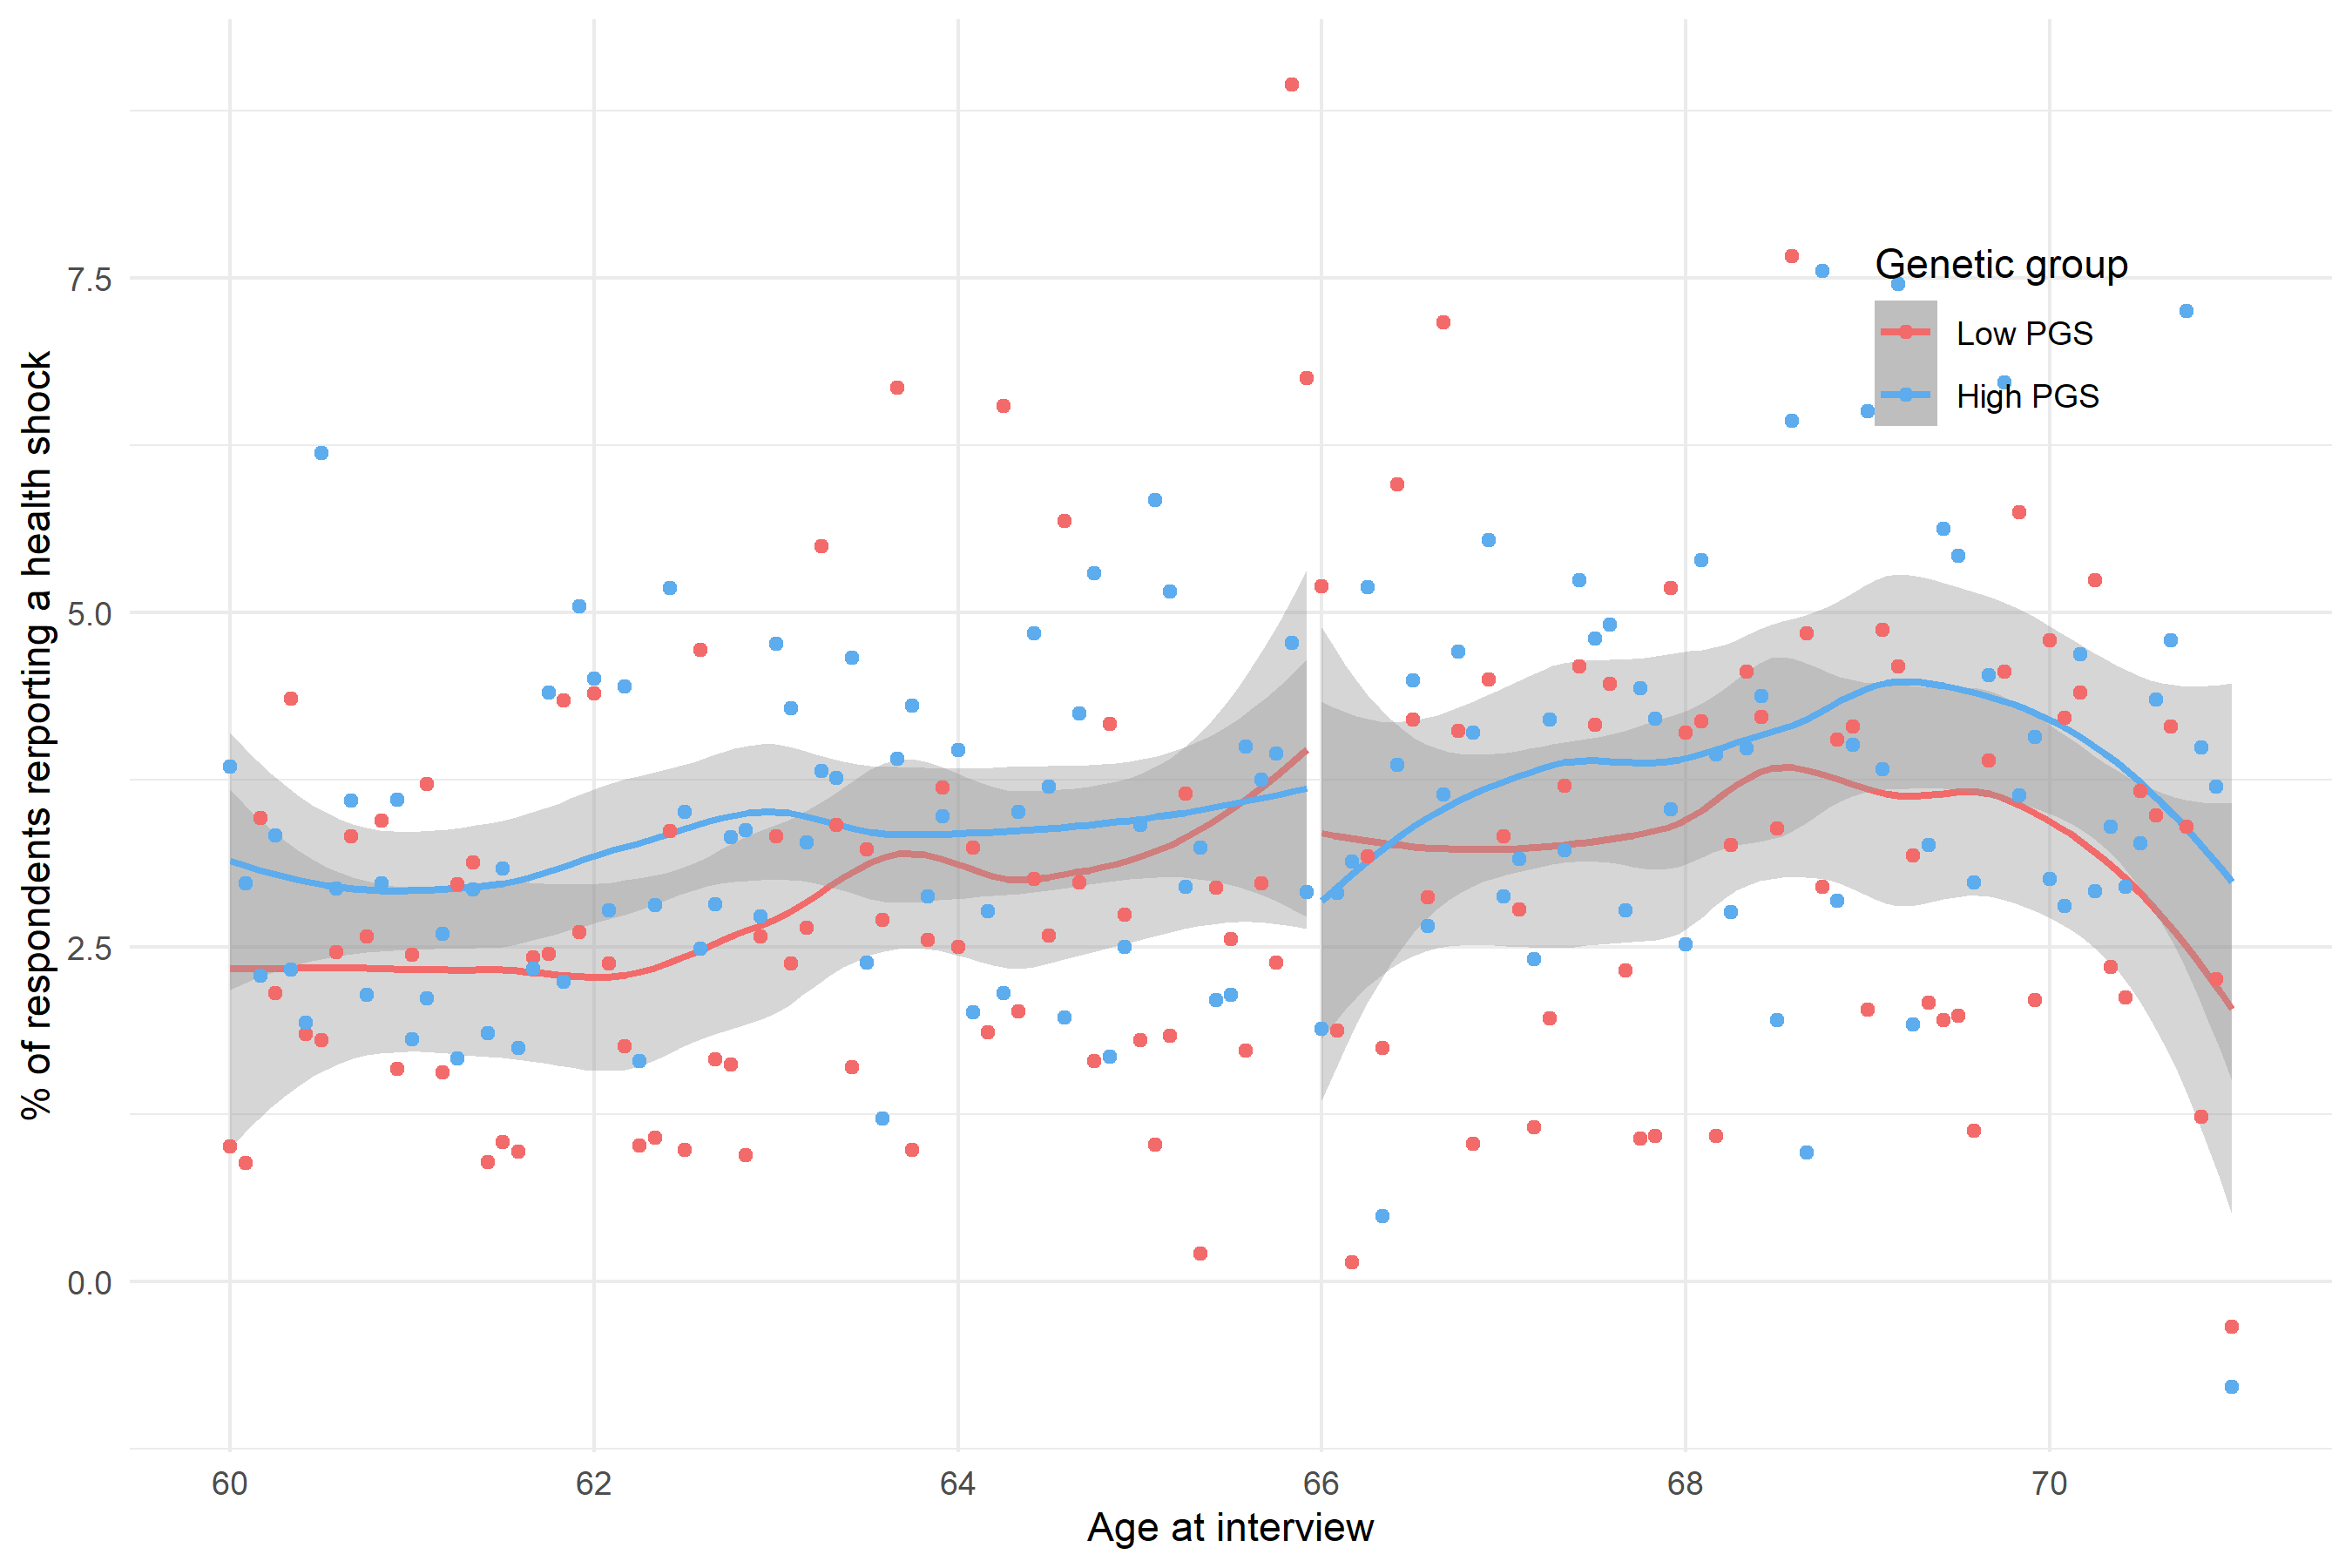 % of respondents rerporting a health shock
7.5
5.0
2.5
0.0
Genetic group
Low PGS
High PGS
60 62 64 66 68 70
Age at interview